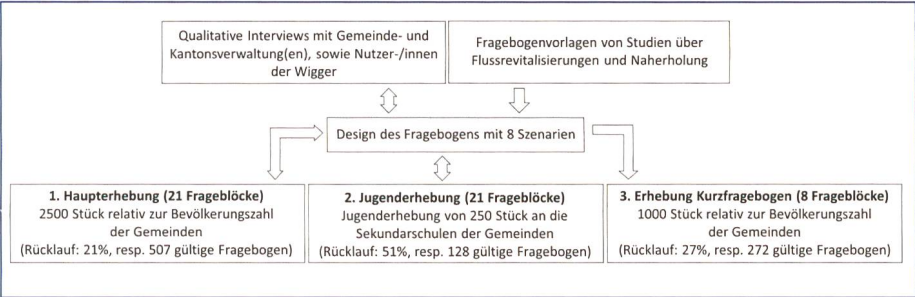 Qualitative Interviews mit Gemeinde- und
Kantonsverwaltung(en), sowie Nutzer-/innen
der Wigger
Fragebogenvorlagen von Studien über
Flussrevitalisierungen und Naherholung
Design des Fragebogens mit 8 Szenarien
1. Haupterhebung (21 Frageblöcke)
2500 Stück relativ zur Bevölkerungszahl
der Gemeinden
(Rücklauf: 21%, resp. 507 gültige Fragebogen)
2. Jugenderhebung (21 Frageblöcke)
Jugenderhebung von 250 Stück an die
Sekundarschulen der Gemeinden
(Rücklauf: 51%, resp. 128 gültige Fragebogen)
3. Erhebung Kurzfragebogen (8 Frageblöcke)
1000 Stück relativ zur Bevölkerungszahl
der Gemeinden
(Rücklauf: 27%, resp. 272 gültige Fragebogen)